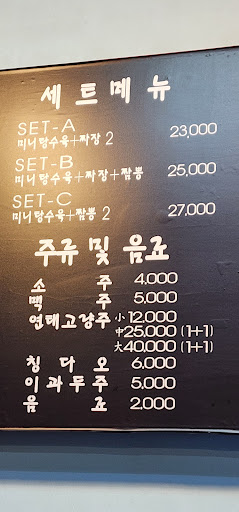 세트메뉴
SET-A
미니탕수육+짜장 2 23,000
SET-B
미니탕수육+짜장+짬뽕 25,000
SET-C
미니탕수육+짬뽕 2 27,000
주류 및 음료
소 주 4,000
맥 주 5,000
연태고량주 小 12,000
中 25,000 (1+1)
大 40,000 (1+1)
칭 다 오 6,000
이 과 두 주 5,000
음 료 2,000